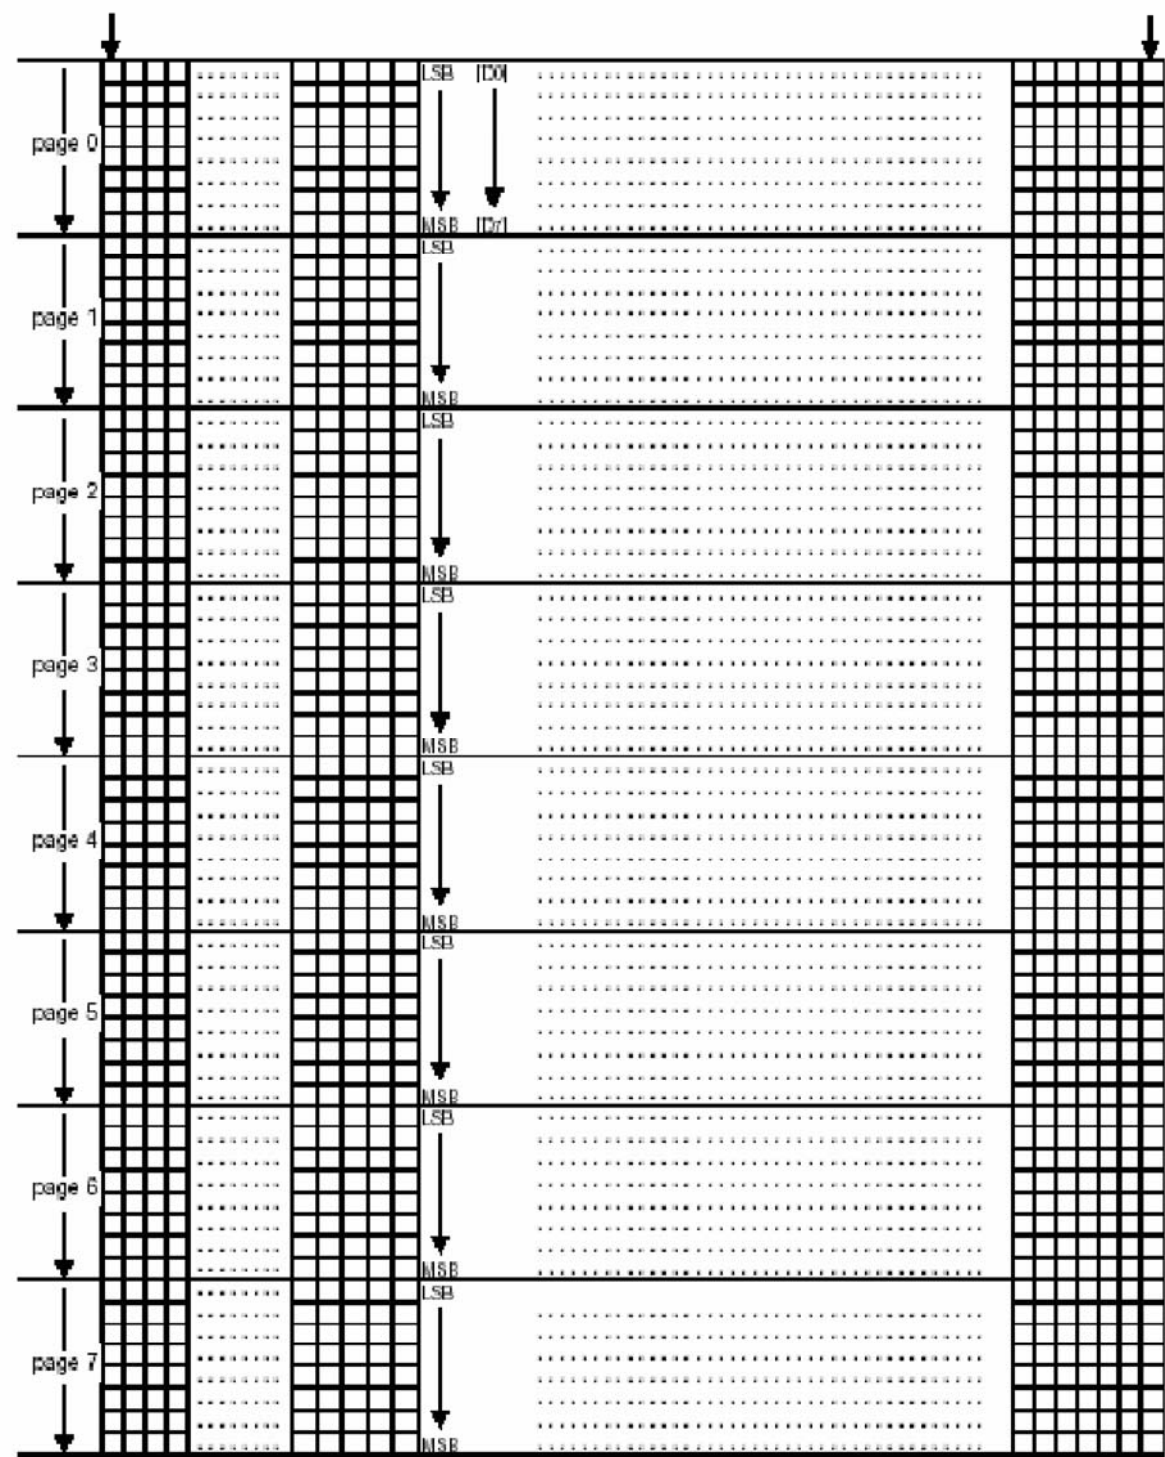 LSB [D0]
page 0
MSB [D7]
LSB
page 1
MSB
LSB
page 2
MSB
LSB
page 3
MSB
LSB
page 4
MSB
LSB
page 5
MSB
LSB
page 6
MSB
LSB
page 7
MSB